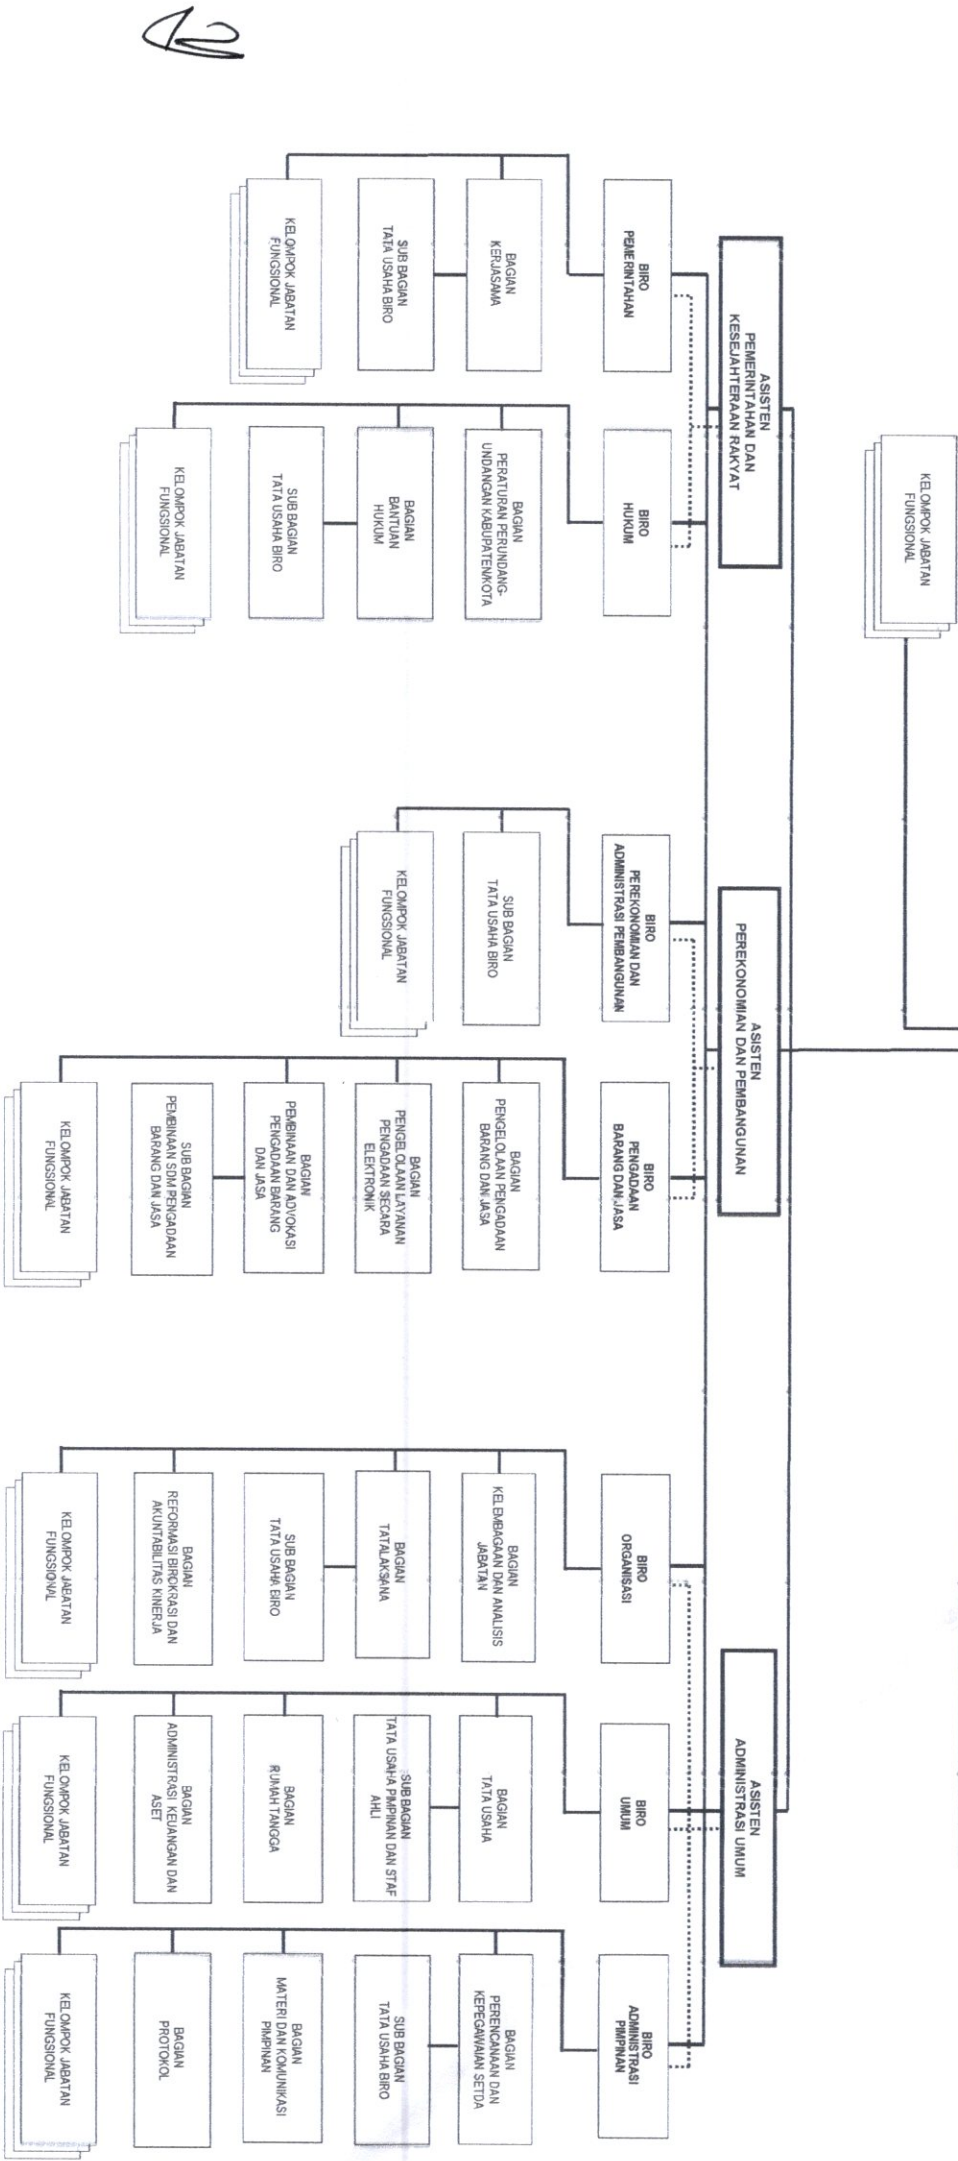 KELOMPOK JABATAN
FUNGSIONAL
ASISTEN
PEMERINTAHAN DAN
KESEJAHTERAAN RAKYAT
ASISTEN
PEREKONOMIAN DAN PEMBANGUNAN
ASISTEN
ADMINISTRASI UMUM
BIRO
PEMERINTAHAN
BAGIAN
KERJASAMA
SUB BAGIAN
TATA USAHA BIRO
KELOMPOK JABATAN
FUNGSIONAL
BIRO
HUKUM
BAGIAN
PERATURAN PERUNDANG-
UNDANGAN KABUPATEN/KOTA
BAGIAN
BANTUAN
HUKUM
SUB BAGIAN
TATA USAHA BIRO
KELOMPOK JABATAN
FUNGSIONAL
BIRO
PEREKONOMIAN DAN
ADMINISTRASI PEMBANGUNAN
SUB BAGIAN
TATA USAHA BIRO
KELOMPOK JABATAN
FUNGSIONAL
BIRO
PENGADAAN
BARANG DAN JASA
BAGIAN
PENGELOLAAN PENGADAAN
BARANG DAN JASA
BAGIAN
PENGELOLAAN LAYANAN
PENGADAAN SECARA
ELEKTRONIK
BAGIAN
PEMBINAAN DAN ADVOKASI
PENGADAAN BARANG
DAN JASA
SUB BAGIAN
PEMBINAAN SDM PENGADAAN
BARANG DAN JASA
KELOMPOK JABATAN
FUNGSIONAL
BIRO
ORGANISASI
BAGIAN
KELEMBAGAAN DAN ANALISIS
JABATAN
BAGIAN
TATALAKSANA
SUB BAGIAN
TATA USAHA BIRO
BAGIAN
REFORMASI BIROKRASI DAN
AKUNTABILITAS KINERJA
KELOMPOK JABATAN
FUNGSIONAL
BIRO
UMUM
BAGIAN
TATA USAHA
SUB BAGIAN
TATA USAHA PIMPINAN DAN STAF
AHLI
BAGIAN
RUMAH TANGGA
BAGIAN
ADMINISTRASI KEUANGAN DAN
ASET
KELOMPOK JABATAN
FUNGSIONAL
BIRO
ADMINISTRASI
PIMPINAN
BAGIAN
PERENCANAAN DAN
KEPEGAWAIAN SETDA
SUB BAGIAN
TATA USAHA BIRO
BAGIAN
MATERI DAN KOMUNIKASI
PIMPINAN
BAGIAN
PROTOKOL
KELOMPOK JABATAN
FUNGSIONAL